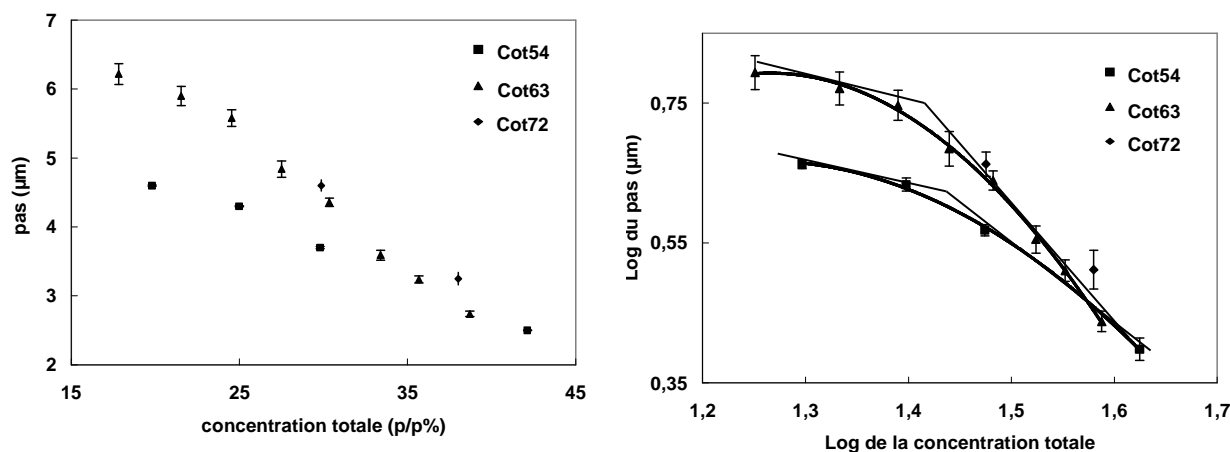 7
6
5
4
3
2
15
25
35
45
pas (µm)
concentration totale (p/p%)
Cot54
Cot63
Cot72
0,75
0,55
0,35
1,2
1,3
1,4
1,5
1,6
1,7
Log du pas (µm)
Log de la concentration totale
Cot54
Cot63
Cot72